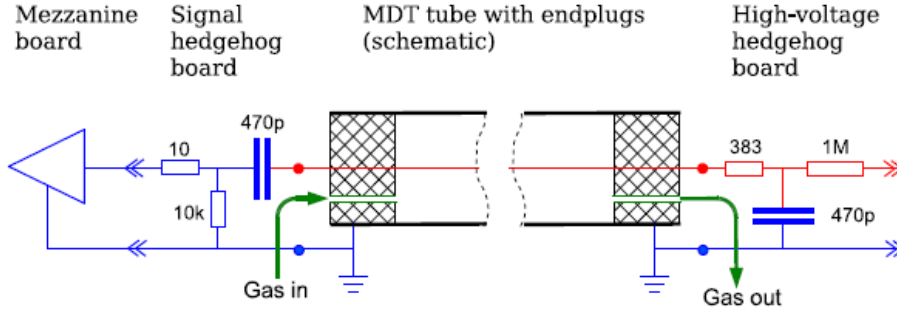 Mezzanine
board
Signal
hedgehog
board
MDT tube with endplugs
(schematic)
High-voltage
hedgehog
board
470p
10
10k
383
1M
470p
Gas in
Gas out